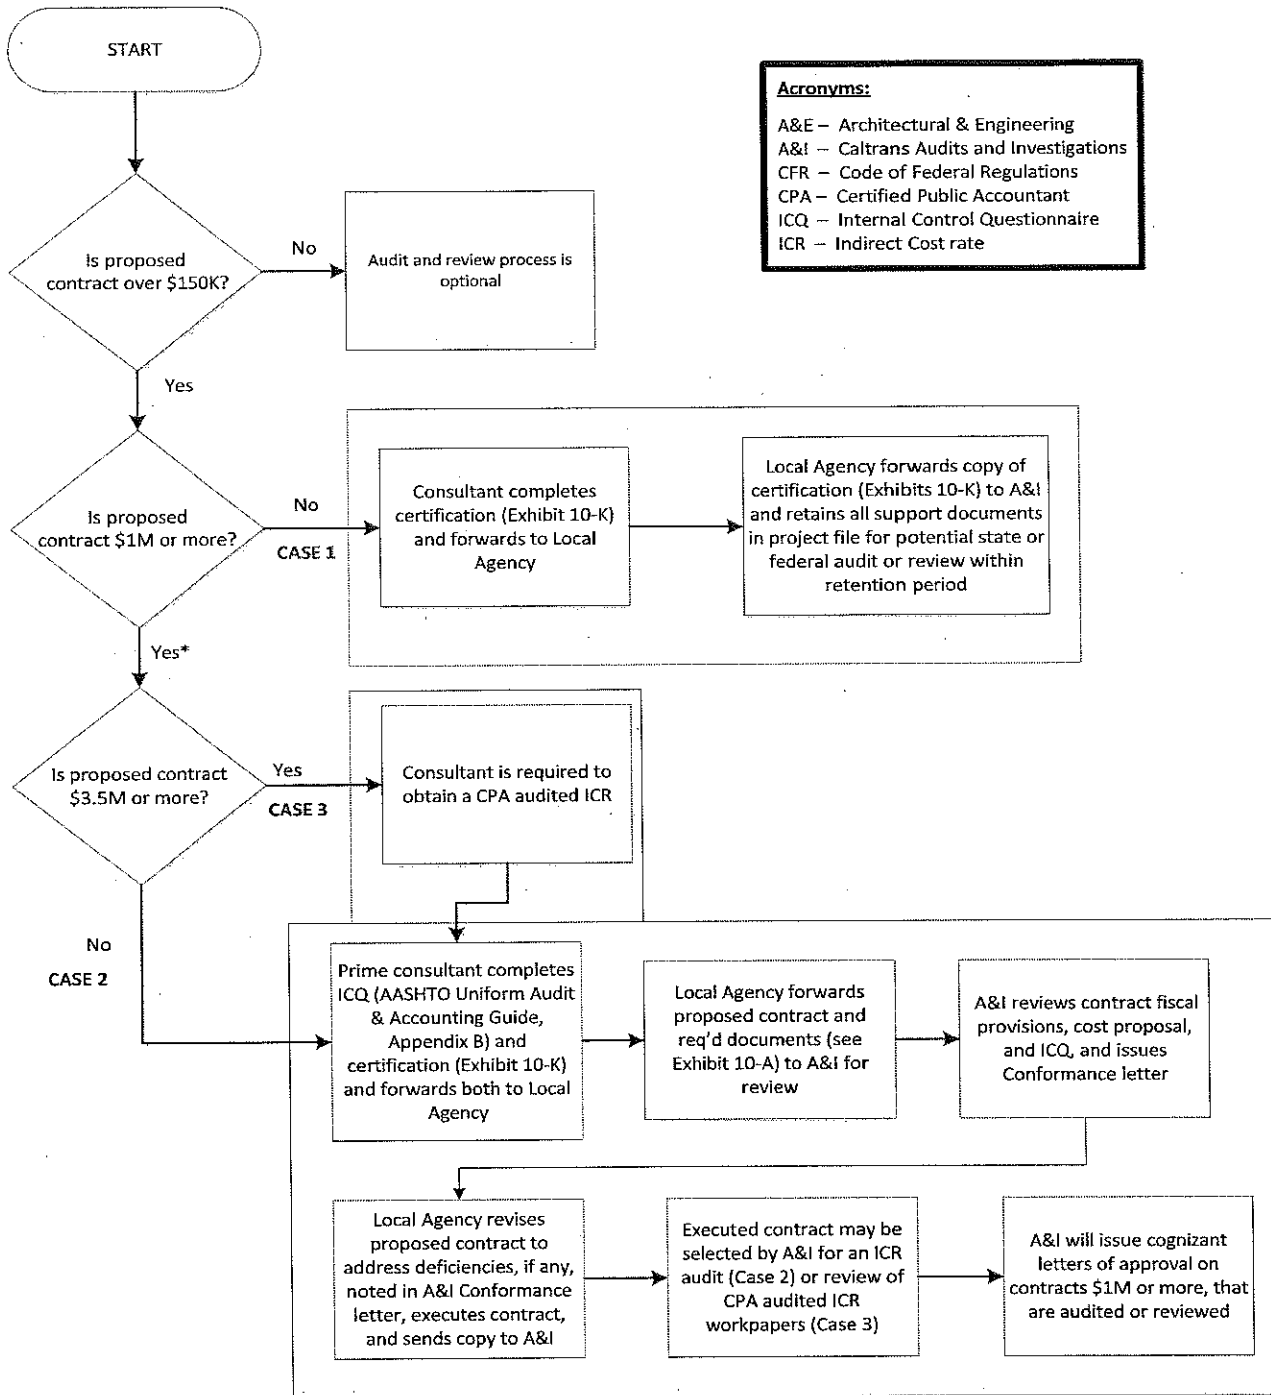 START
Acronyms:
A&E – Architectural & Engineering
A&I – Caltrans Audits and Investigations
CFR – Code of Federal Regulations
CPA – Certified Public Accountant
ICQ – Internal Control Questionnaire
ICR – Indirect Cost rate
Is proposed
contract over $150K?
No
Audit and review process is
optional
Yes
Is proposed
contract $1M or more?
No
CASE 1
Consultant completes
certification (Exhibit 10-K)
and forwards to Local
Agency
Local Agency forwards copy of
certification (Exhibits 10-K) to A&I
and retains all support documents
in project file for potential state or
federal audit or review within
retention period
Yes*
Is proposed contract
$3.5M or more?
Yes
CASE 3
Consultant is required to
obtain a CPA audited ICR
No
CASE 2
Prime consultant completes
ICQ (AASHTO Uniform Audit
& Accounting Guide,
Appendix B) and
certification (Exhibit 10-K)
and forwards both to Local
Agency
Local Agency forwards
proposed contract and
req'd documents (see
Exhibit 10-A) to A&I for
review
A&I reviews contract fiscal
provisions, cost proposal,
and ICQ, and issues
Conformance letter
Local Agency revises
proposed contract to
address deficiencies, if any,
noted in A&I Conformance
letter, executes contract,
and sends copy to A&I
Executed contract may be
selected by A&I for an ICR
audit (Case 2) or review of
CPA audited ICR
workpapers (Case 3)
A&I will issue cognizant
letters of approval on
contracts $1M or more, that
are audited or reviewed